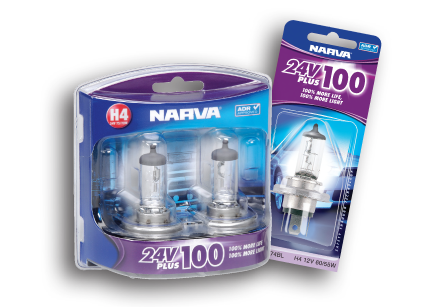 H4
NARVA
ADR
24V
PLUS 100
100% MORE LIFE,
100% MORE LIGHT
NARVA
ADR
24V
PLUS 100
100% MORE LIFE,
100% MORE LIGHT
74BL
H4 12V 60/55W